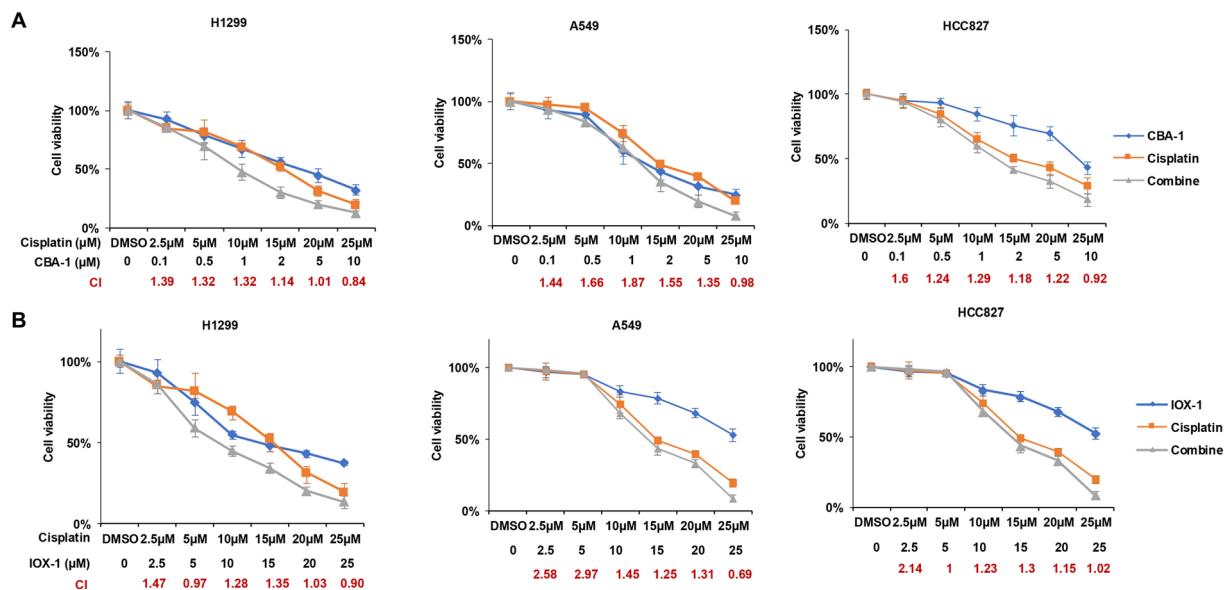 A
H1299
A549
HCC827
150%
100%
50%
0%
Cell viability
150%
100%
50%
0%
Cell viability
150%
100%
50%
0%
Cell viability
CBA-1
Cisplatin
Combine
DMSO 2.5μM 5μM 10μM 15μM 20μM 25μM
Cisplatin (μM)
CBA-1 (μM) 0 0.1 0.5 1 2 5 10
CI 1.39 1.32 1.32 1.14 1.01 0.84
DMSO 2.5μM 5μM 10μM 15μM 20μM 25μM
0 0.1 0.5 1 2 5 10
1.44 1.66 1.87 1.55 1.35 0.98
DMSO 2.5μM 5μM 10μM 15μM 20μM 25μM
0 0.1 0.5 1 2 5 10
1.6 1.24 1.29 1.18 1.22 0.92
B
H1299
A549
HCC827
100%
50%
0%
Cell viability
100%
50%
0%
Cell viability
100%
50%
0%
Cell viability
IOX-1
Cisplatin
Combine
DMSO 2.5μM 5μM 10μM 15μM 20μM 25μM
Cisplatin
IOX-1 (μM) 0 2.5 5 10 15 20 25
CI 1.47 0.97 1.28 1.35 1.03 0.90
DMSO 2.5μM 5μM 10μM 15μM 20μM 25μM
0 2.5 5 10 15 20 25
2.58 2.97 1.45 1.25 1.31 0.69
DMSO 2.5μM 5μM 10μM 15μM 20μM 25μM
0 2.5 5 10 15 20 25
2.14 1 1.23 1.3 1.15 1.02